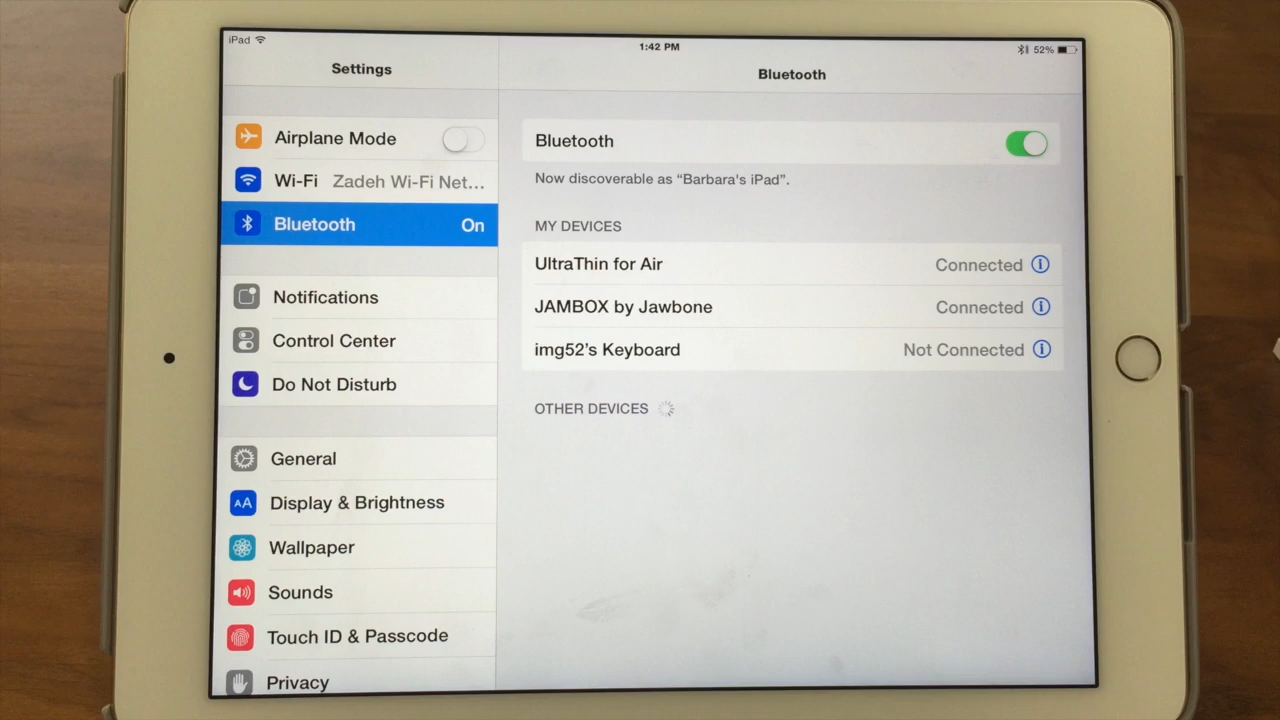 iPad
1:42 PM
52%
Settings
Bluetooth
Airplane Mode
Wi-Fi Zadeh Wi-Fi Net...
Bluetooth On
Notifications
Control Center
Do Not Disturb
General
AA Display & Brightness
Wallpaper
Sounds
Touch ID & Passcode
Privacy
Bluetooth
Now discoverable as “Barbara's iPad”.
MY DEVICES
UltraThin for Air Connected i
JAMBOX by Jawbone Connected i
img52’s Keyboard Not Connected i
OTHER DEVICES